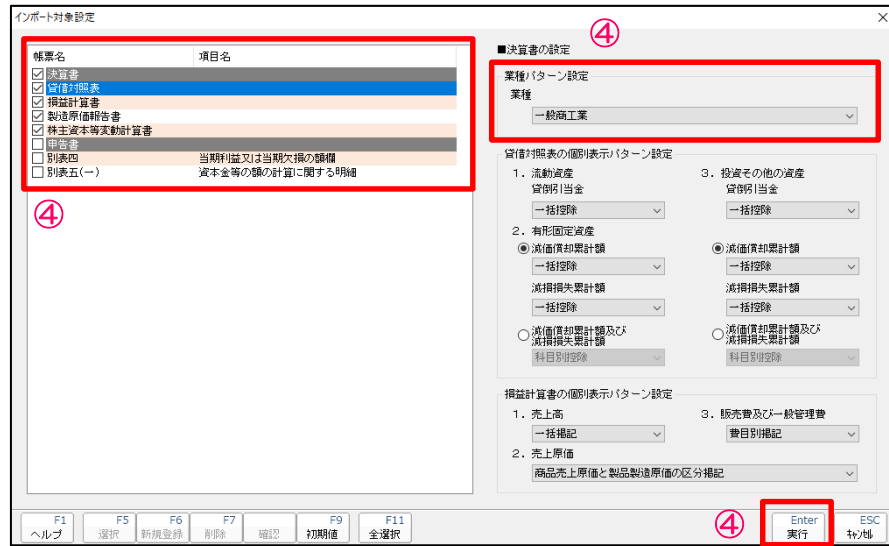 インポート対象設定
帳票名 項目名
決算書
貸借対照表
損益計算書
製造原価報告書
株主資本等変動計算書
申告書
別表四 当期利益又は当期欠損の額欄
別表五(一) 資本金等の額の計算に関する明細
④
④
■決算書の設定
業種パターン設定
業種
一般商工業
貸借対照表の個別表示パターン設定
1. 流動資産
貸倒引当金
一括控除
2. 有形固定資産
減価償却累計額
一括控除
減損損失累計額
一括控除
減価償却累計額及び
減損損失累計額
科目別控除
3. 投資その他の資産
貸倒引当金
一括控除
減価償却累計額
一括控除
減損損失累計額
一括控除
減価償却累計額及び
減損損失累計額
科目別控除
損益計算書の個別表示パターン設定
1. 売上高
一括掲記
3. 販売費及び一般管理費
費目別掲記
2. 売上原価
商品売上原価と製品製造原価の区分掲記
F1 ヘルプ
F5 選択
F6 新規登録
F7 削除
確認
F9 初期値
F11 全選択
④
Enter 実行
ESC ｷｬﾝｾﾙ